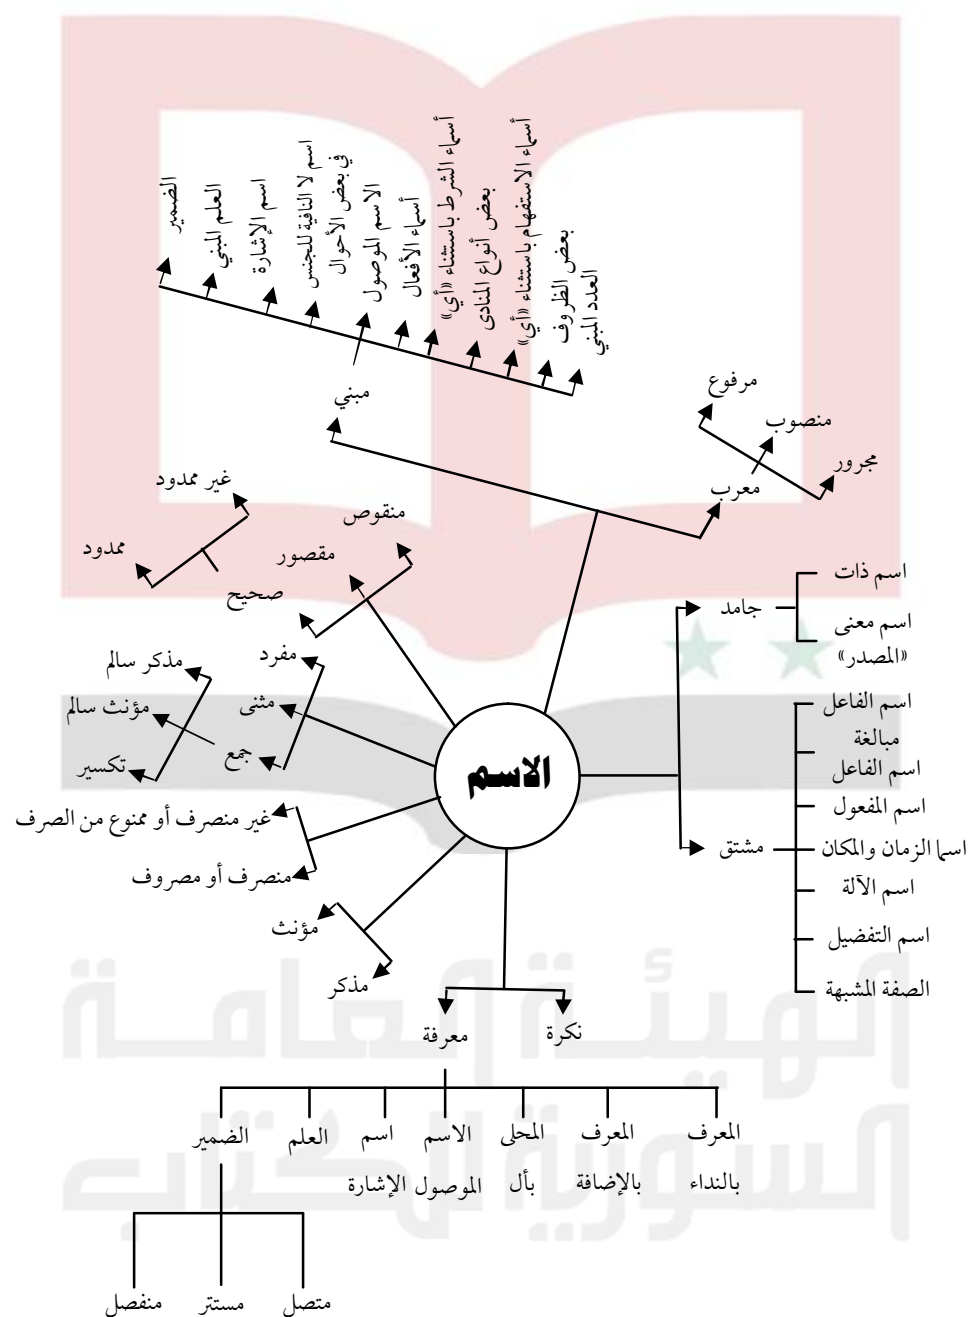 الضمير
العلم المبني
اسم الإشارة
اسم لا النافية للجنس
في بعض الأحوال
الاسم الموصول
أسماء الأفعال
أسماء الشرط باستثناء «أي»
بعض أنواع المنادى
أسماء الاستفهام باستثناء «أي»
بعض الظروف
العدد المبني
مبني
مرفوع
منصوب
مجرور
معرب
غير ممدود
ممدود
منقوص
مقصور
صحيح
اسم ذات
جامد
اسم معنى
«المصدر»
مفرد
مثنى
جمع
مذكر سالم
مؤنث سالم
تكسير
الاسم
اسم الفاعل
مبالغة
اسم الفاعل
اسم المفعول
مشتق
اسما الزمان والمكان
اسم الآلة
اسم التفضيل
الصفة المشبهة
غير منصرف أو ممنوع من الصرف
منصرف أو مصروف
مؤنث
مذكر
نكرة
معرفة
المعرف
بالنداء
المعرف
بالإضافة
المحلى
بأل
الاسم
الموصول
اسم
الإشارة
العلم
الضمير
متصل
مستتر
منفصل
الهيئة العامة
السورية للكتاب